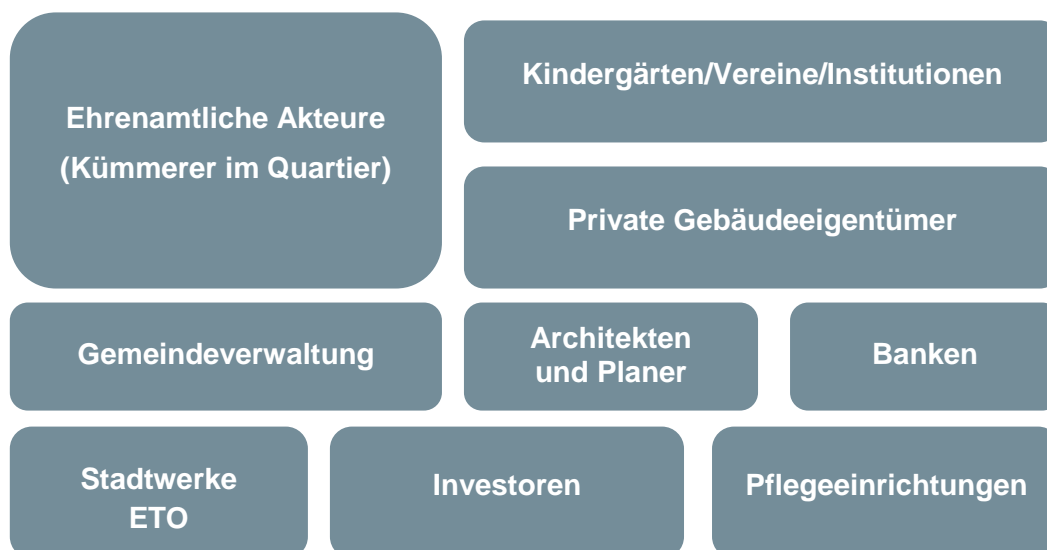 Ehrenamtliche Akteure
(Kümmerer im Quartier)
Kindergärten/Vereine/Institutionen
Private Gebäudeeigentümer
Gemeindeverwaltung
Architekten
und Planer
Banken
Stadtwerke
ETO
Investoren
Pflegeeinrichtungen